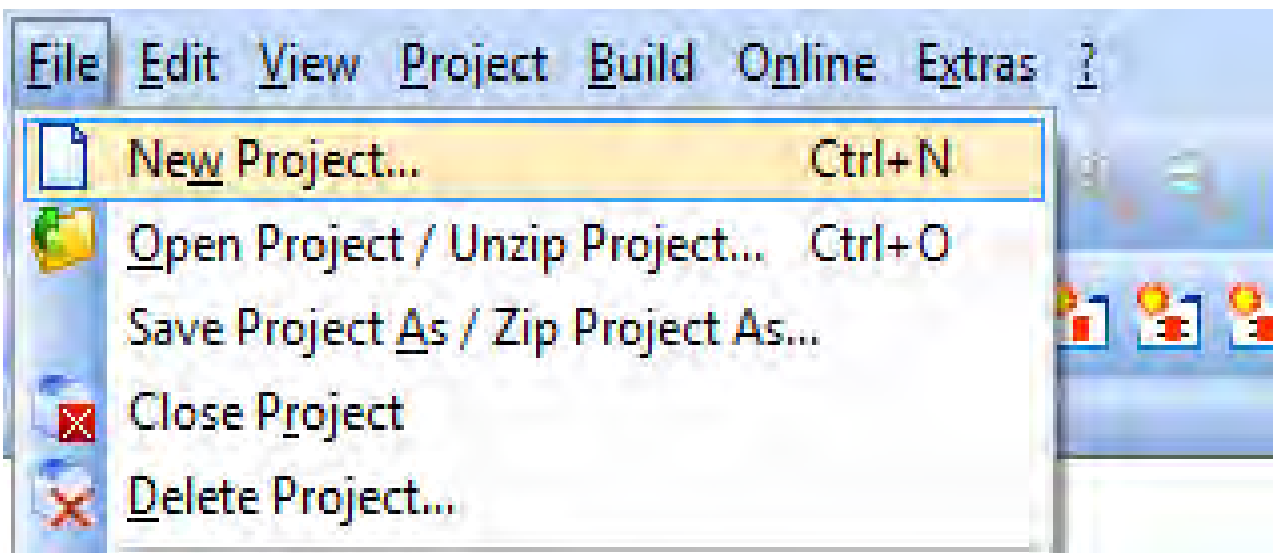 File Edit View Project Build Online Extras ?
New Project... Ctrl+N
Open Project / Unzip Project... Ctrl+O
Save Project As / Zip Project As...
Close Project
Delete Project...